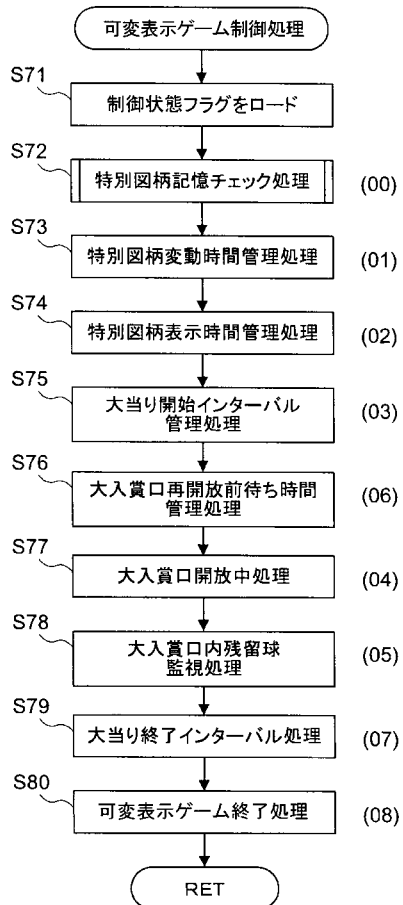 可変表示ゲーム制御処理
S71
制御状態フラグをロード
S72
特別図柄記憶チェック処理
(00)
S73
特別図柄変動時間管理処理
(01)
S74
特別図柄表示時間管理処理
(02)
S75
大当り開始インターバル
管理処理
(03)
S76
大入賞口再開放前待ち時間
管理処理
(06)
S77
大入賞口開放中処理
(04)
S78
大入賞口内残留球
監視処理
(05)
S79
大当り終了インターバル処理
(07)
S80
可変表示ゲーム終了処理
(08)
RET